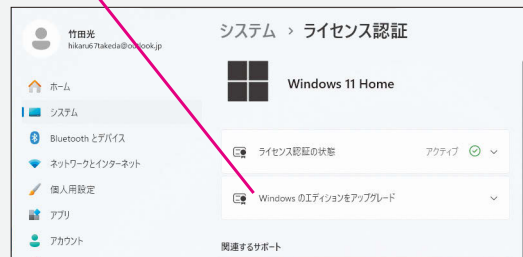 竹田光
hikaru67takeda@outlook.jp
ホーム
システム
Bluetooth とデバイス
ネットワークとインターネット
個人用設定
アプリ
アカウント
システム › ライセンス認証
Windows 11 Home
ライセンス認証の状態 アクティブ
Windows のエディションをアップグレード
関連するサポート